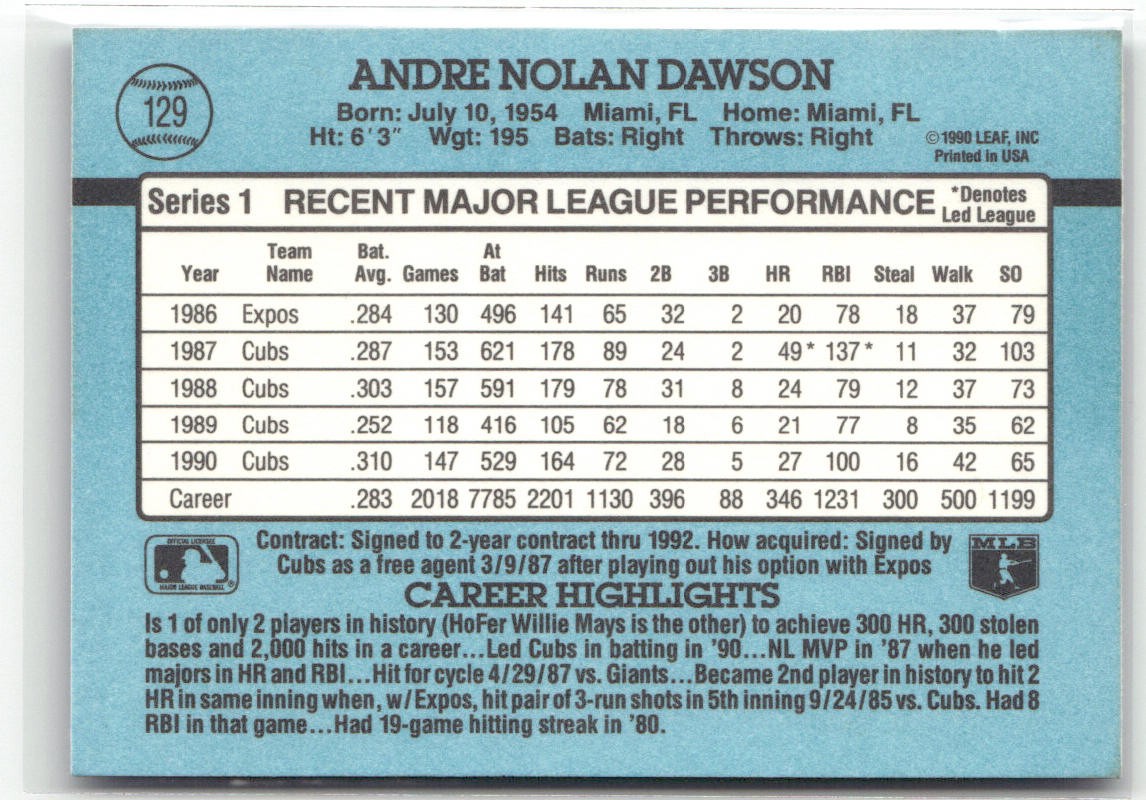 129
ANDRE NOLAN DAWSON
Born: July 10, 1954 Miami, FL Home: Miami, FL
Ht: 6'3" Wgt: 195 Bats: Right Throws: Right
©1990 LEAF, INC
Printed in USA
Series 1 RECENT MAJOR LEAGUE PERFORMANCE *Denotes Led League
Year Team Name Bat. Avg. Games At Bat Hits Runs 2B 3B HR RBI Steal Walk SO
1986 Expos .284 130 496 141 65 32 2 20 78 18 37 79
1987 Cubs .287 153 621 178 89 24 2 49* 137* 11 32 103
1988 Cubs .303 157 591 179 78 31 8 24 79 12 37 73
1989 Cubs .252 118 416 105 62 18 6 21 77 8 35 62
1990 Cubs .310 147 529 164 72 28 5 27 100 16 42 65
Career .283 2018 7785 2201 1130 396 88 346 1231 300 500 1199
OFFICIAL LICENSEE
MAJOR LEAGUE BASEBALL ®
Contract: Signed to 2-year contract thru 1992. How acquired: Signed by
Cubs as a free agent 3/9/87 after playing out his option with Expos
MLB
CAREER HIGHLIGHTS
Is 1 of only 2 players in history (HoFer Willie Mays is the other) to achieve 300 HR, 300 stolen
bases and 2,000 hits in a career...Led Cubs in batting in '90...NL MVP in '87 when he led
majors in HR and RBI...Hit for cycle 4/29/87 vs. Giants...Became 2nd player in history to hit 2
HR in same inning when, w/Expos, hit pair of 3-run shots in 5th inning 9/24/85 vs. Cubs. Had 8
RBI in that game...Had 19-game hitting streak in '80.